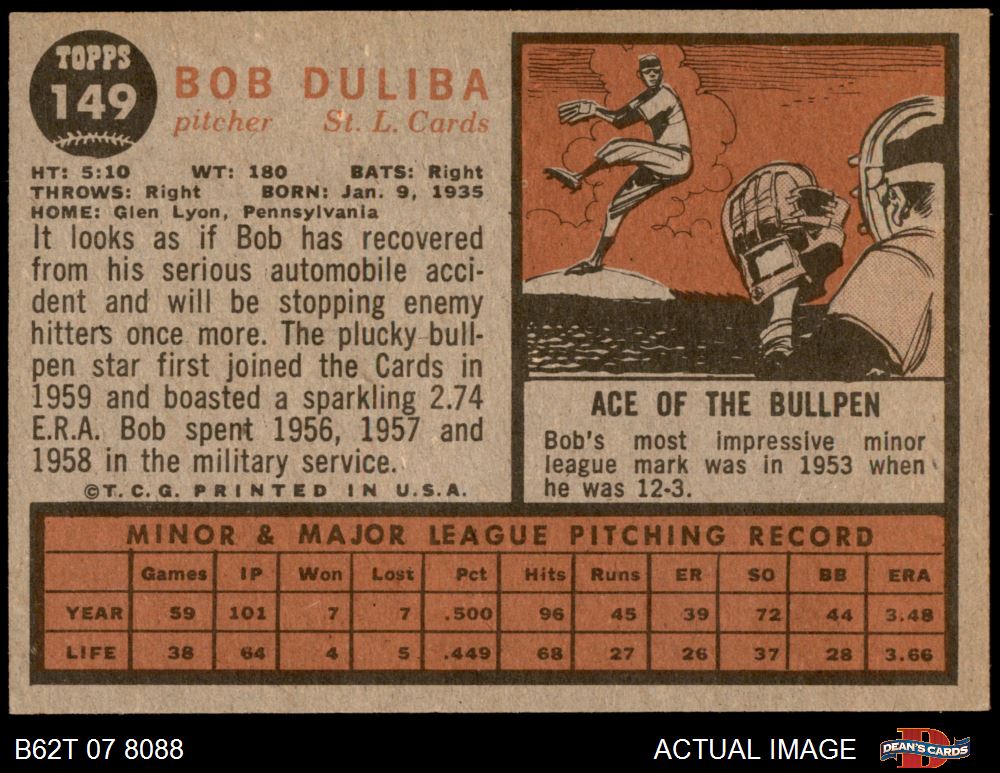 TOPPS
149
BOB DULIBA
pitcher St. L. Cards
HT: 5:10 WT: 180 BATS: Right
THROWS: Right BORN: Jan. 9, 1935
HOME: Glen Lyon, Pennsylvania
It looks as if Bob has recovered
from his serious automobile acci-
dent and will be stopping enemy
hitters once more. The plucky bull-
pen star first joined the Cards in
1959 and boasted a sparkling 2.74
E.R.A. Bob spent 1956, 1957 and
1958 in the military service.
©T. C. G. PRINTED IN U.S.A.
ACE OF THE BULLPEN
Bob's most impressive minor
league mark was in 1953 when
he was 12-3.
MINOR & MAJOR LEAGUE PITCHING RECORD
Games IP Won Lost Pct Hits Runs ER SO BB ERA
YEAR 59 101 7 7 .500 96 45 39 72 44 3.48
LIFE 38 64 4 5 .449 68 27 26 37 28 3.66
B62T 07 8088 ACTUAL IMAGE DEAN'S CARDS